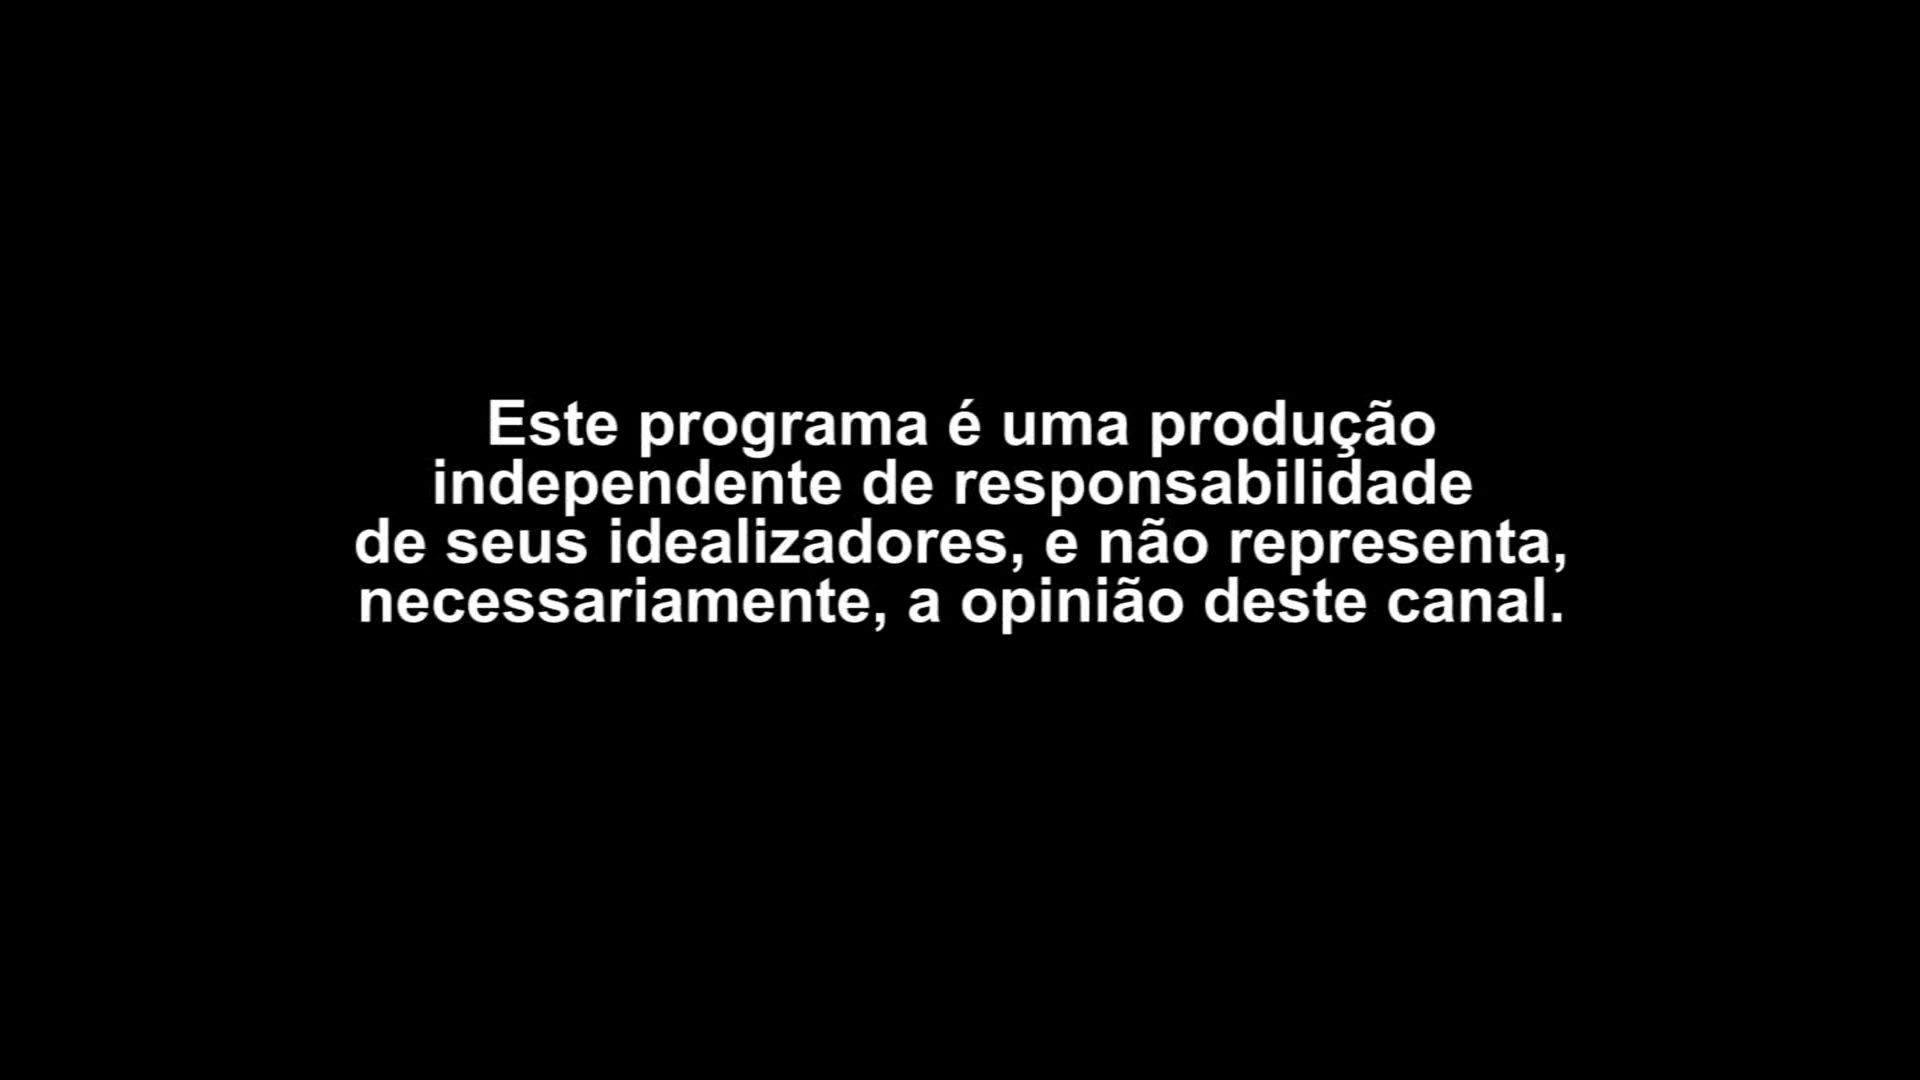 Este programa é uma produção
independente de responsabilidade
de seus idealizadores, e não representa,
necessariamente, a opinião deste canal.